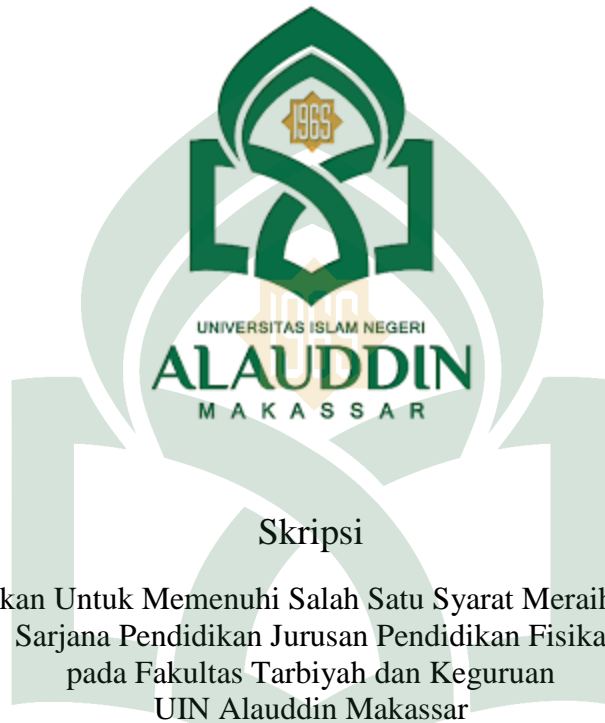 1965
1965
UNIVERSITAS ISLAM NEGERI
ALAUDDIN
MAKASSAR
Skripsi
kan Untuk Memenuhi Salah Satu Syarat Meraih
Sarjana Pendidikan Jurusan Pendidikan Fisika
pada Fakultas Tarbiyah dan Keguruan
UIN Alauddin Makassar